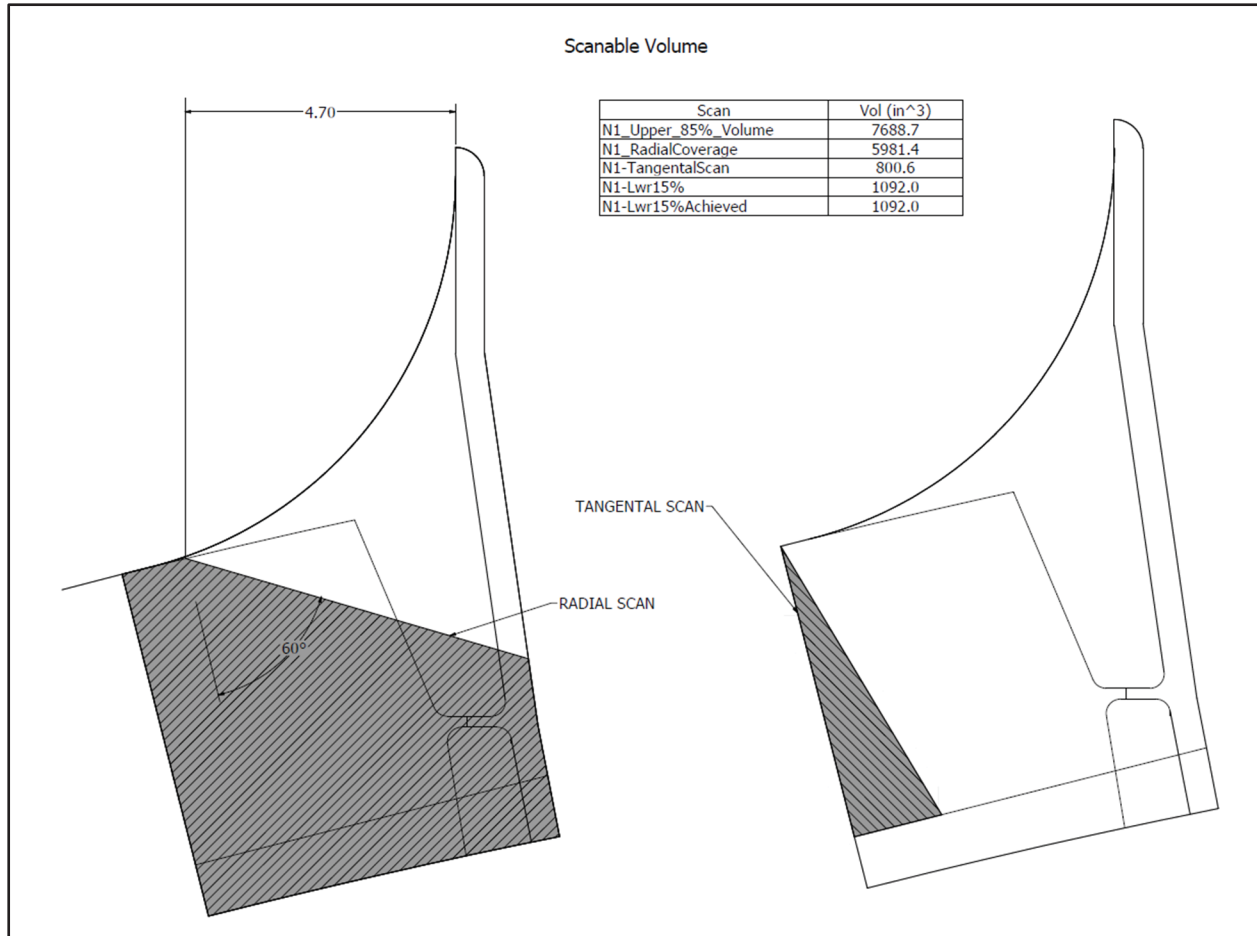 Scanable Volume
4.70
Scan Vol (in^3)
N1_Upper_85%_Volume 7688.7
N1_RadialCoverage 5981.4
N1-TangentalScan 800.6
N1-Lwr15% 1092.0
N1-Lwr15%Achieved 1092.0
TANGENTAL SCAN
RADIAL SCAN
60°